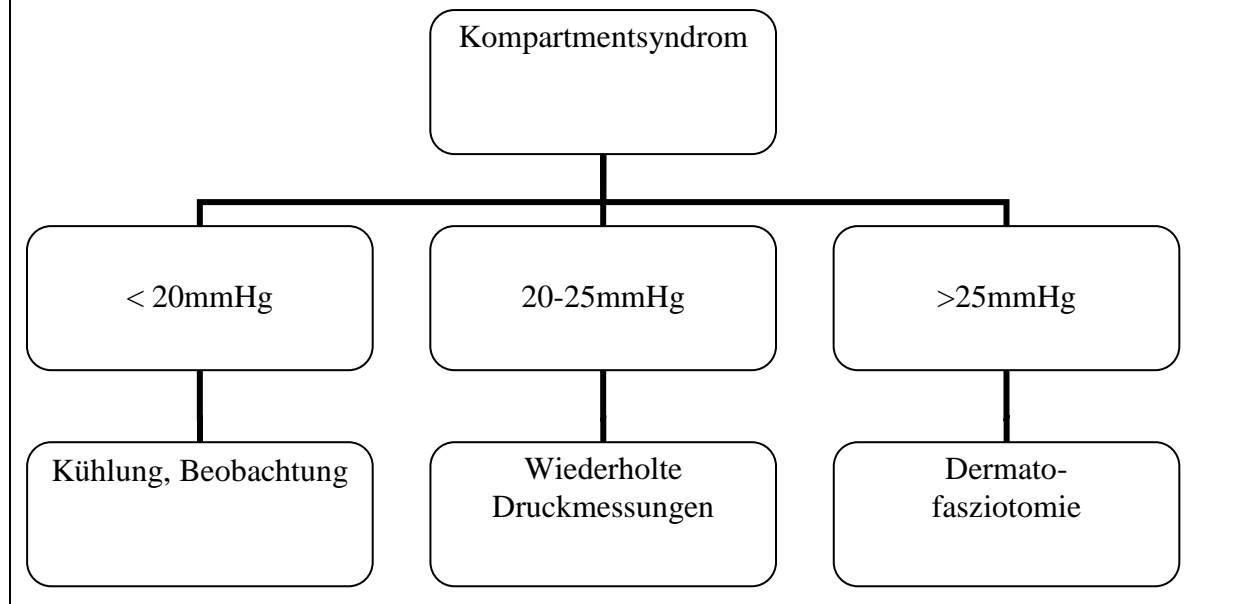 Kompartmentsyndrom
< 20mmHg
20-25mmHg
>25mmHg
Kühlung, Beobachtung
Wiederholte
Druckmessungen
Dermato-
fasziotomie